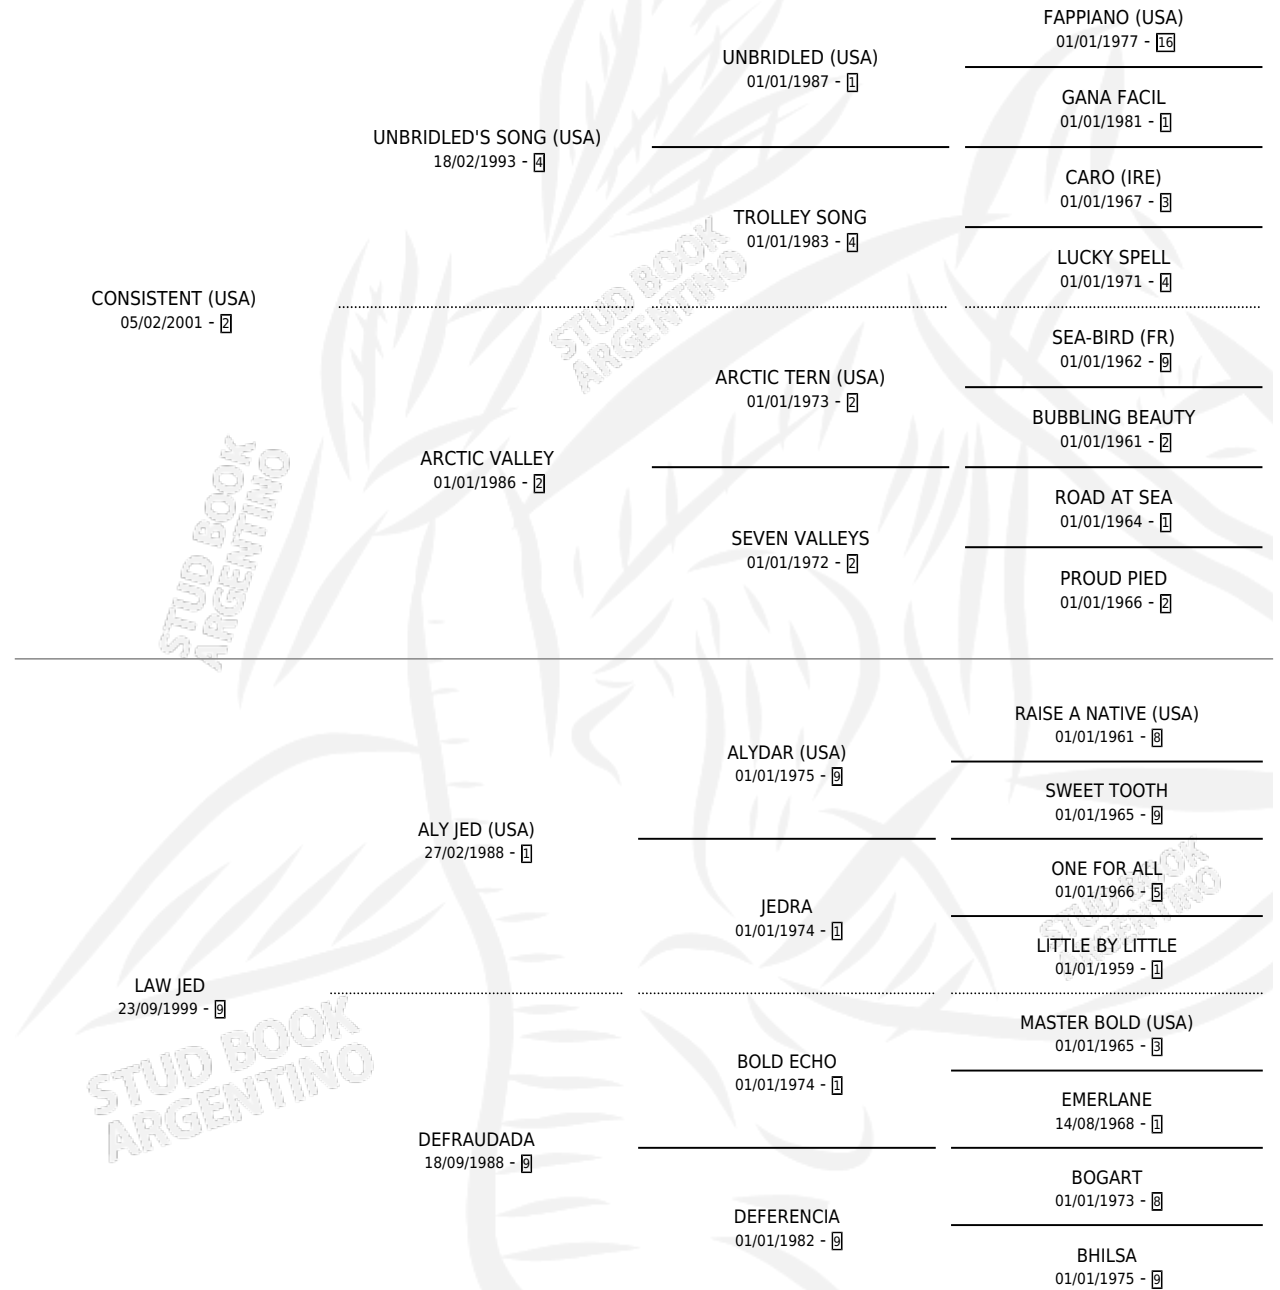 FAPPIANO (USA)
01/01/1977 - 16
UNBRIDLED (USA)
01/01/1987 - 1
GANA FACIL
01/01/1981 - 1
UNBRIDLED'S SONG (USA)
18/02/1993 - 4
CARO (IRE)
01/01/1967 - 3
TROLLEY SONG
01/01/1983 - 4
LUCKY SPELL
01/01/1971 - 4
CONSISTENT (USA)
05/02/2001 - 2
SEA-BIRD (FR)
01/01/1962 - 9
ARCTIC TERN (USA)
01/01/1973 - 2
BUBBLING BEAUTY
01/01/1961 - 2
ARCTIC VALLEY
01/01/1986 - 2
ROAD AT SEA
01/01/1964 - 1
SEVEN VALLEYS
01/01/1972 - 2
PROUD PIED
01/01/1966 - 2
RAISE A NATIVE (USA)
01/01/1961 - 8
ALYDAR (USA)
01/01/1975 - 9
SWEET TOOTH
01/01/1965 - 9
ALY JED (USA)
27/02/1988 - 1
ONE FOR ALL
01/01/1966 - 5
JEDRA
01/01/1974 - 1
LITTLE BY LITTLE
01/01/1959 - 1
LAW JED
23/09/1999 - 9
MASTER BOLD (USA)
01/01/1965 - 3
BOLD ECHO
01/01/1974 - 1
EMERLANE
14/08/1968 - 1
DEFRAUDADA
18/09/1988 - 9
BOGART
01/01/1973 - 8
DEFERENCIA
01/01/1982 - 9
BHILSA
01/01/1975 - 9
STUD BOOK
ARGENTINO
STUD BOOK
ARGENTINO
STUD BOOK
ARGENTINO
STUD BOOK
ARGENTINO